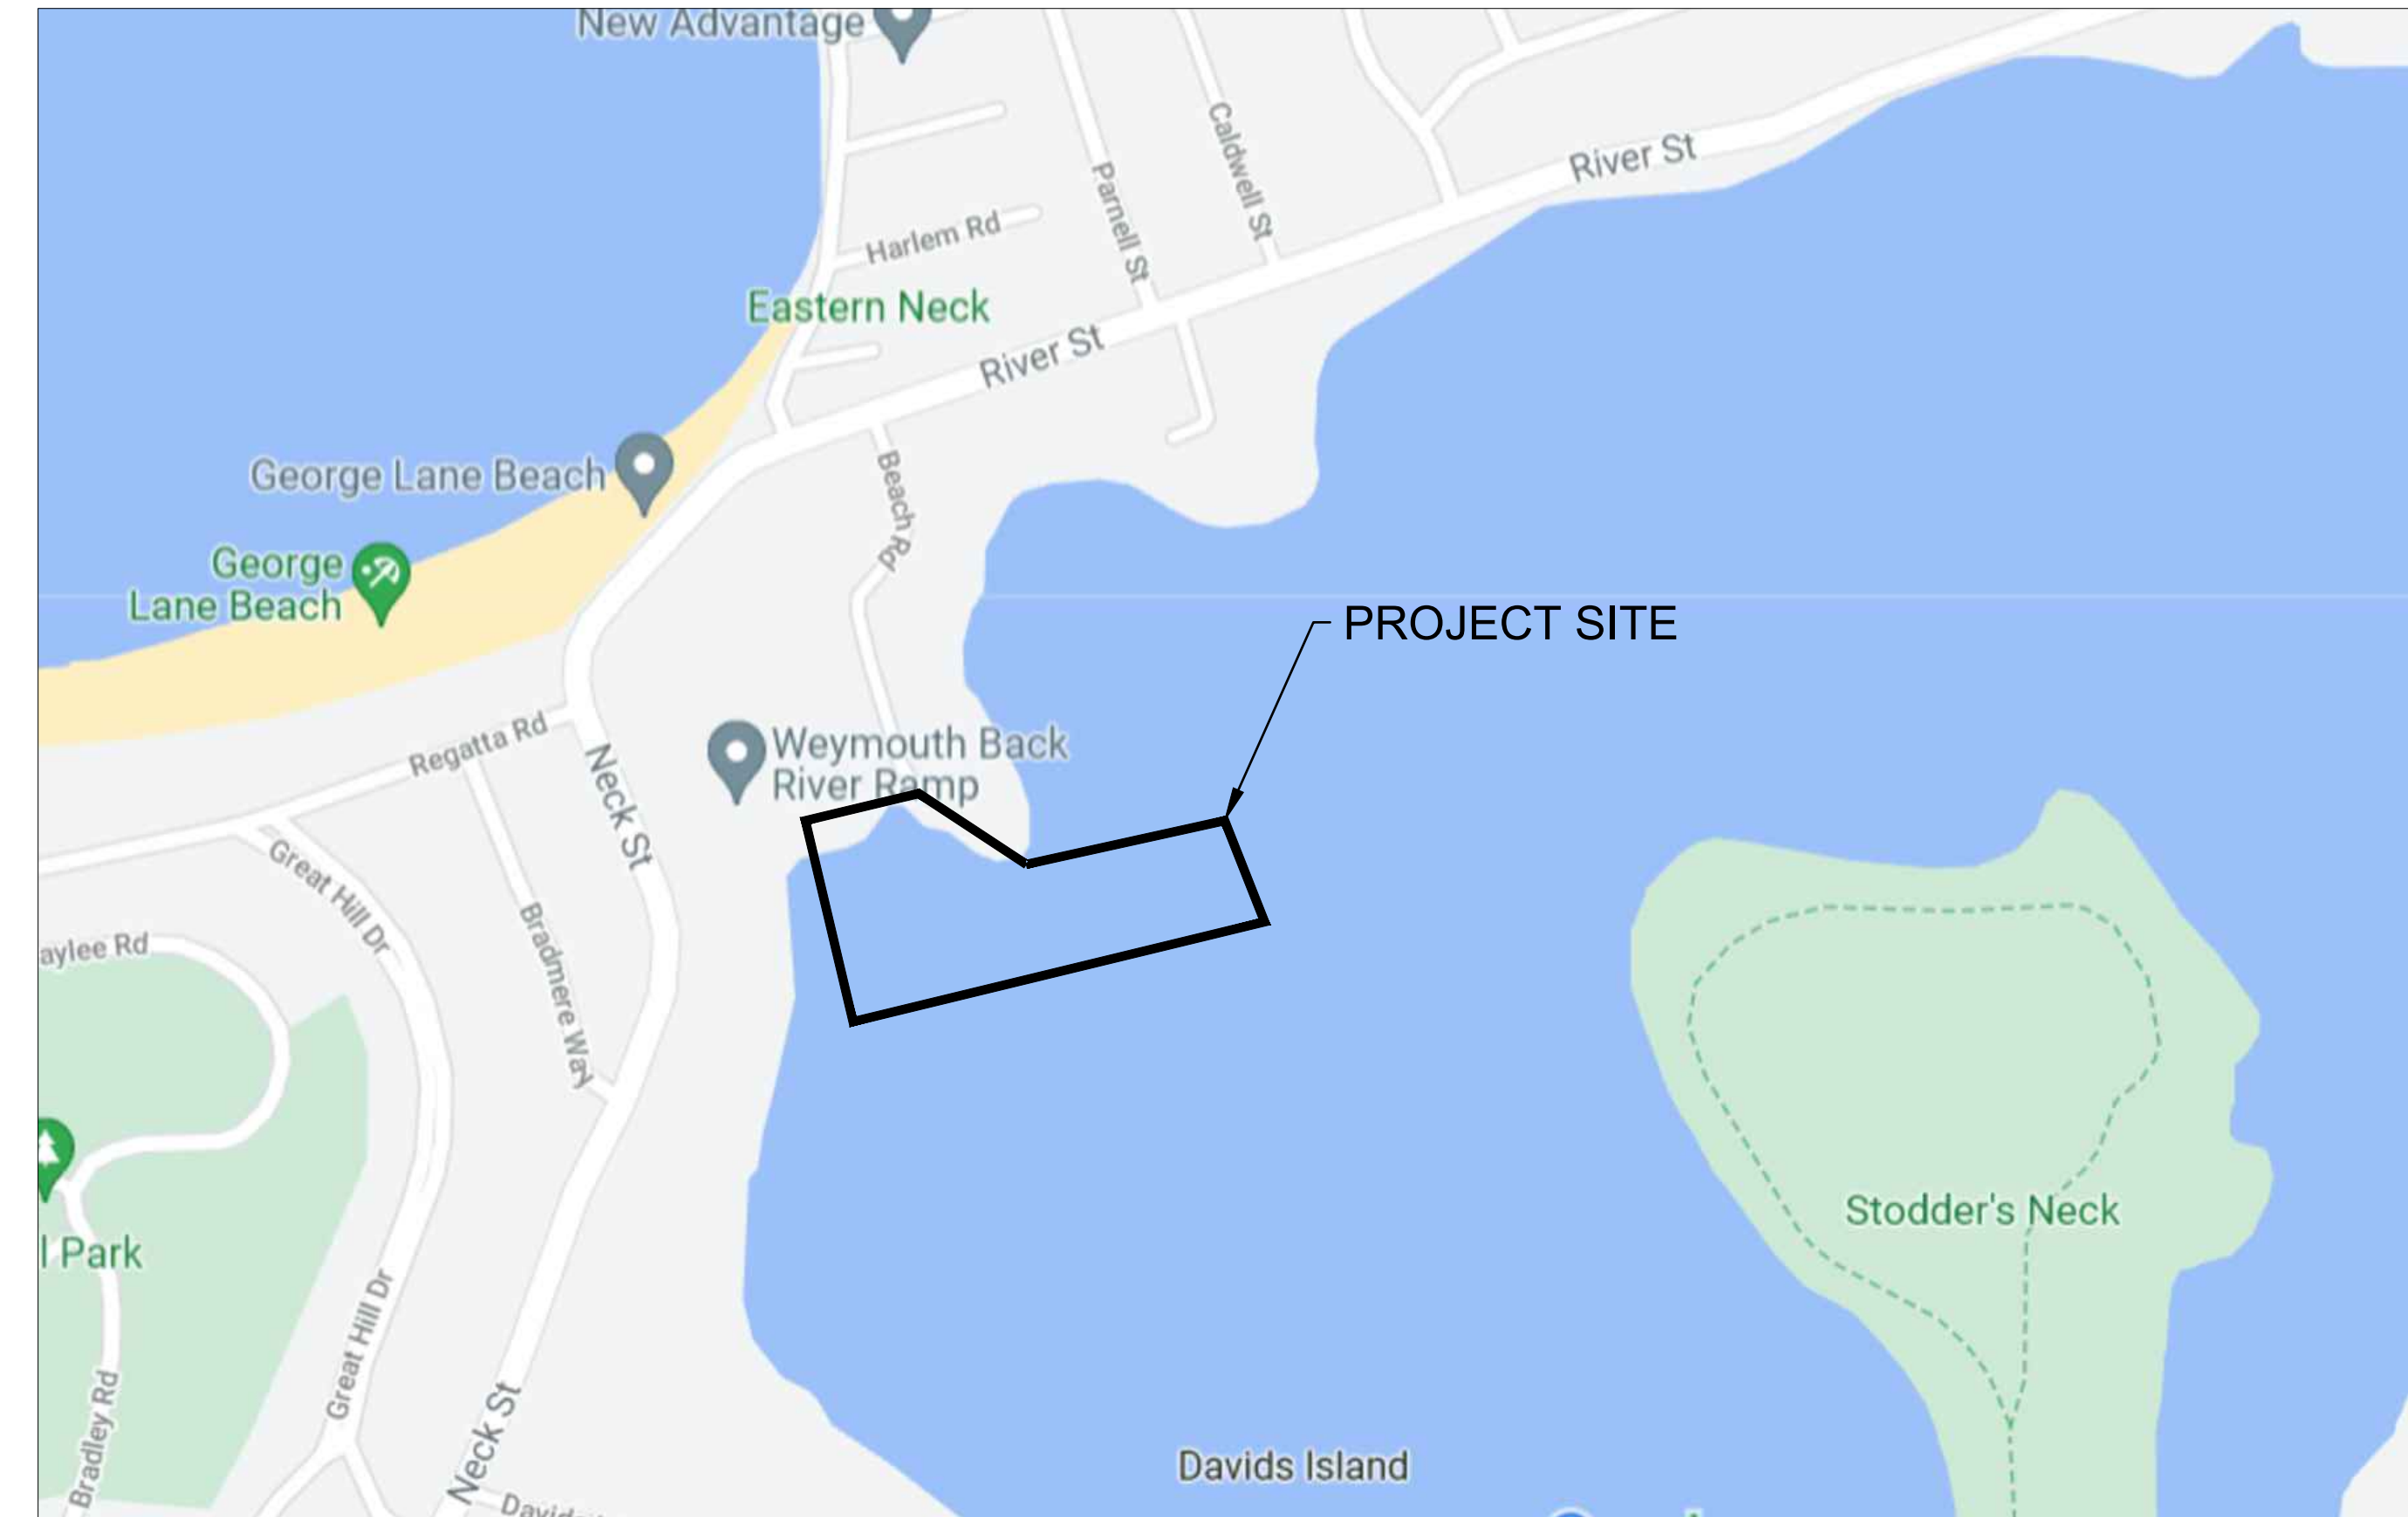 New Advantage
Caldwell St
River St
Parnell St
Harlem Rd
Eastern Neck
River St
George Lane Beach
Beach Rd
George
Lane Beach
PROJECT SITE
Regatta Rd
Neck St
Weymouth Back
River Ramp
Great Hill Dr
aylee Rd
Bradmere Way
Stodder's Neck
l Park
Great Hill Dr
Bradley Rd
Neck St
Davids Island